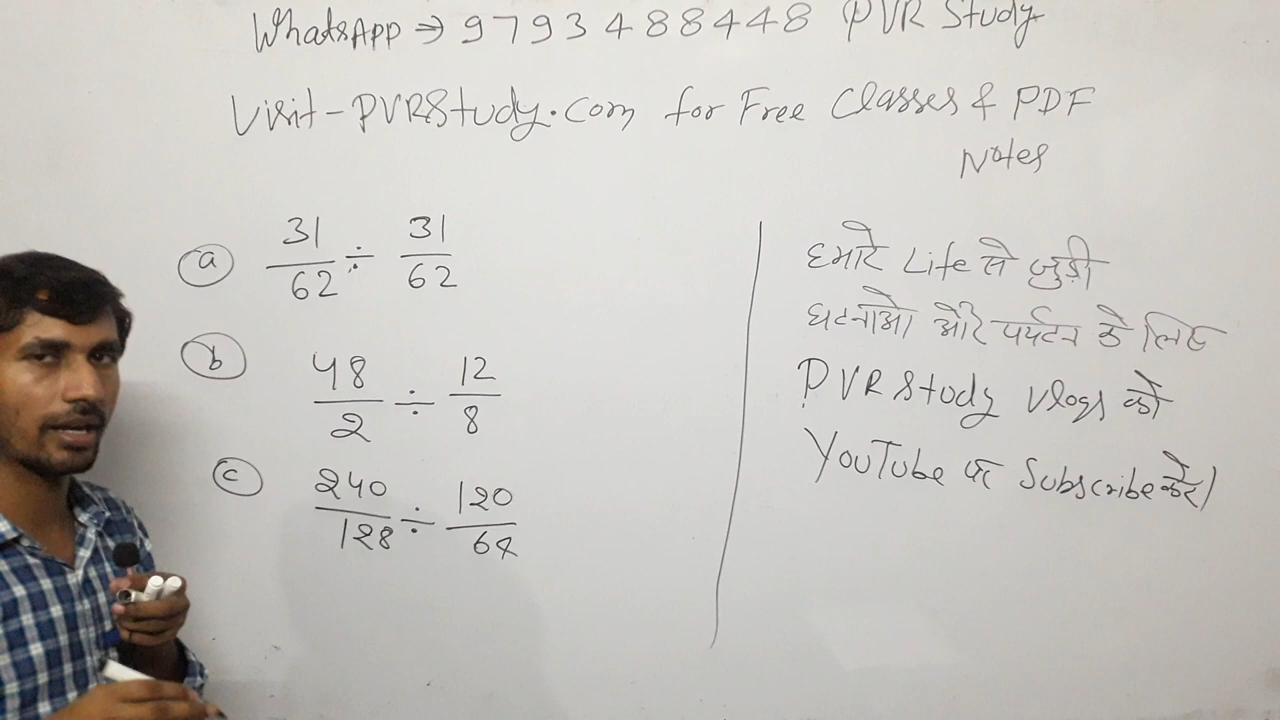 WhatsApp ⇒ 9793488448 PVR Study
Visit-PVRStudy.com for Free Classes & PDF
Notes
(a) 31/62 ÷ 31/62
(b) 48/2 ÷ 12/8
(c) 240/128 ÷ 120/64
हमारे Life से जुड़ी
घटनाओ और पर्यटन के लिए
PVR Study Vlogs को
YouTube पर Subscribe करें।